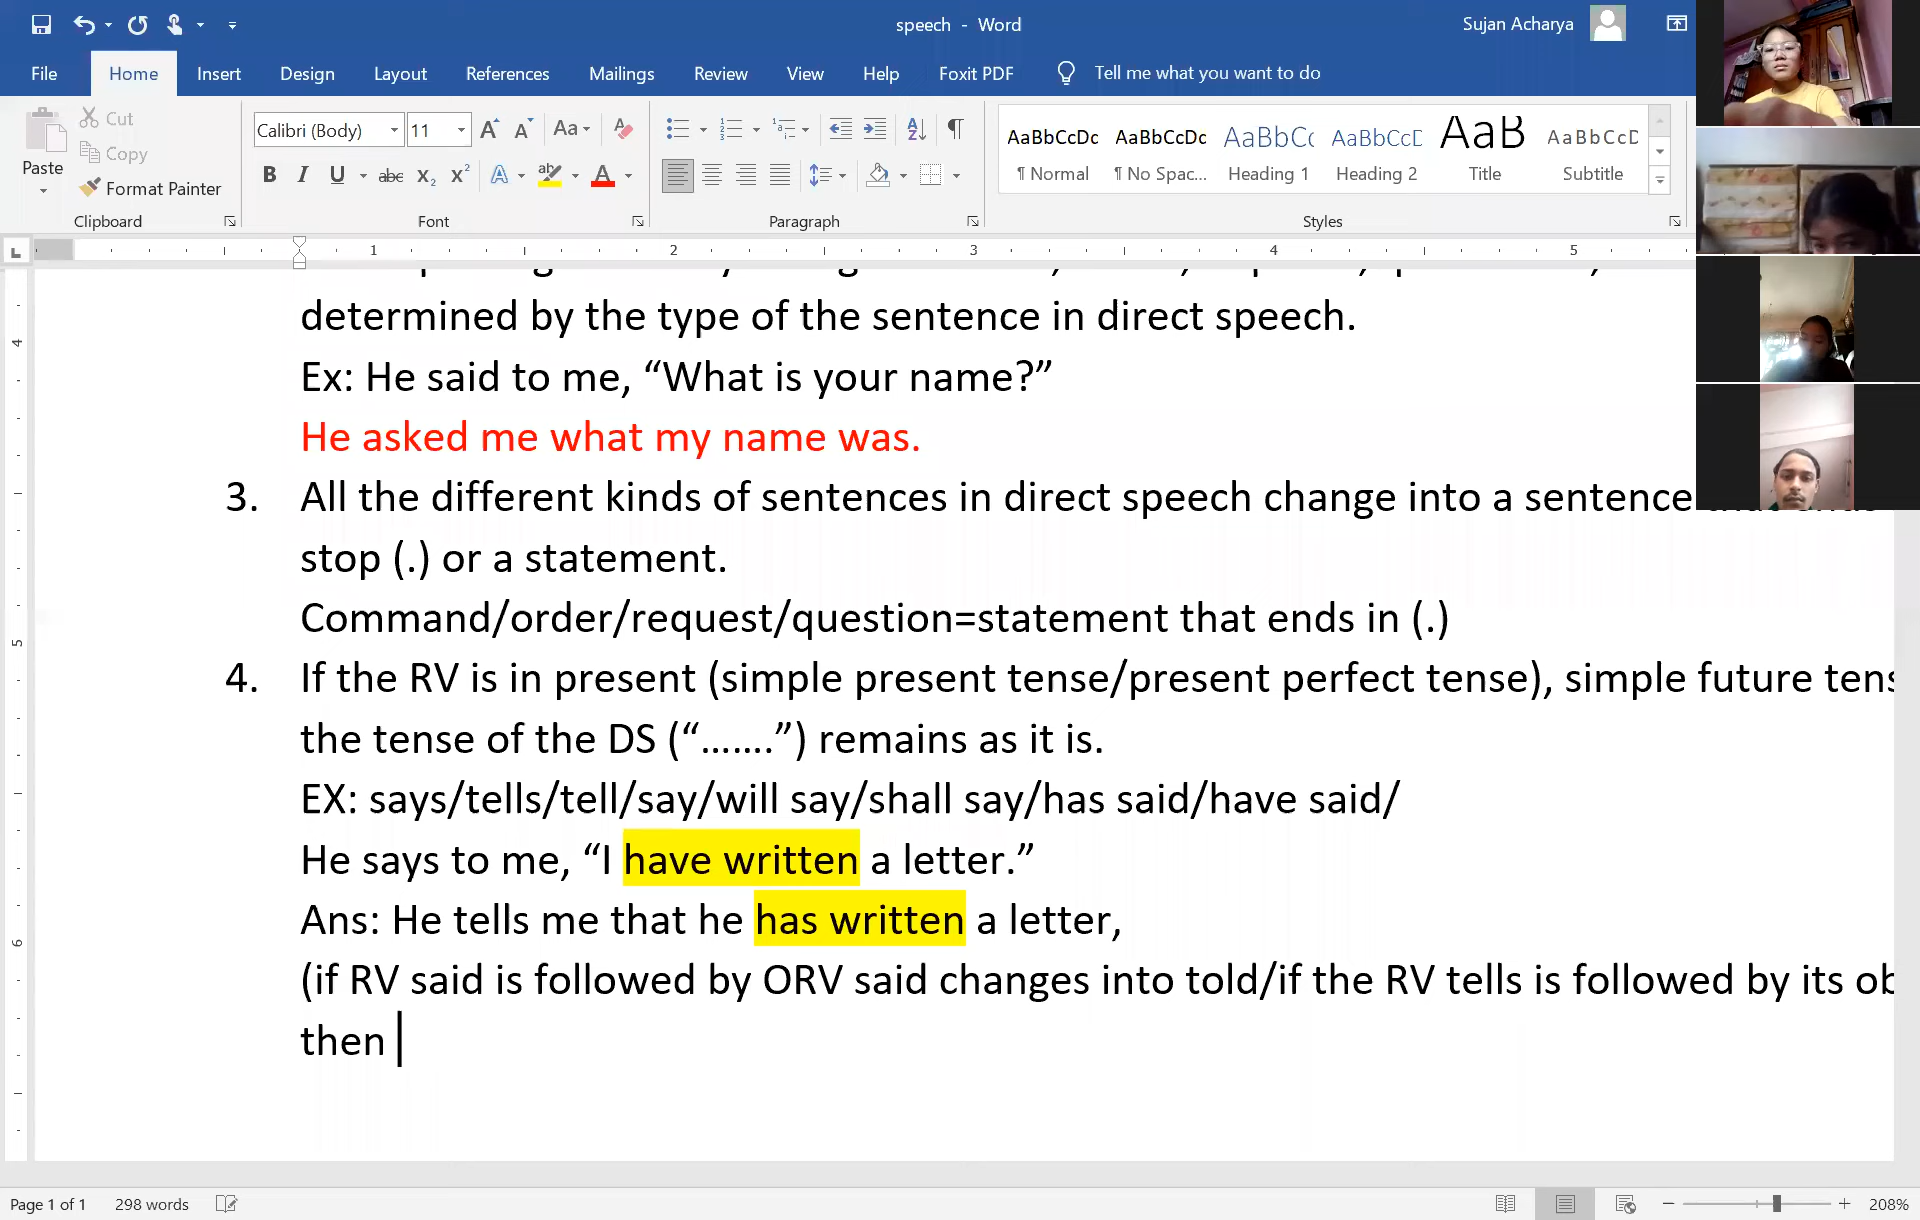 speech - Word
Sujan Acharya
File Home Insert Design Layout References Mailings Review View Help Foxit PDF Tell me what you want to do
Paste
Cut
Copy
Format Painter
Clipboard
Calibri (Body) 11
Font
Paragraph
AaBbCcDc AaBbCcDc AaBbCc AaBbCcD AaB AaBbCcD
¶ Normal ¶ No Spac... Heading 1 Heading 2 Title Subtitle
Styles
1 2 3 4 5
4
5
6
determined by the type of the sentence in direct speech.
Ex: He said to me, “What is your name?”
He asked me what my name was.
3. All the different kinds of sentences in direct speech change into a sentence
stop (.) or a statement.
Command/order/request/question=statement that ends in (.)
4. If the RV is in present (simple present tense/present perfect tense), simple future tens
the tense of the DS (“.......”) remains as it is.
EX: says/tells/tell/say/will say/shall say/has said/have said/
He says to me, “I have written a letter.”
Ans: He tells me that he has written a letter,
(if RV said is followed by ORV said changes into told/if the RV tells is followed by its ob
then
Page 1 of 1 298 words
208%